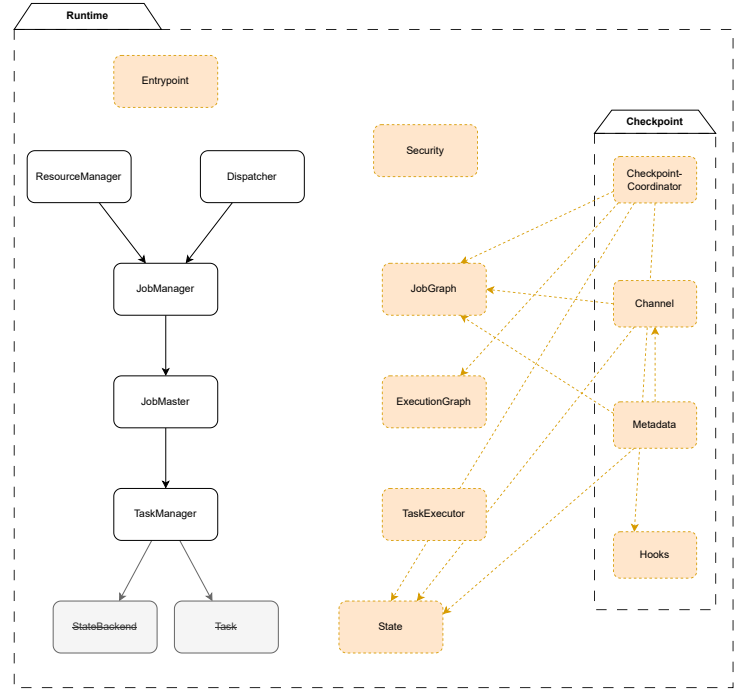 Runtime
Entrypoint
Checkpoint
Security
ResourceManager
Dispatcher
Checkpoint-
Coordinator
JobManager
JobGraph
Channel
JobMaster
ExecutionGraph
Metadata
TaskManager
TaskExecutor
Hooks
StateBackend
Task
State